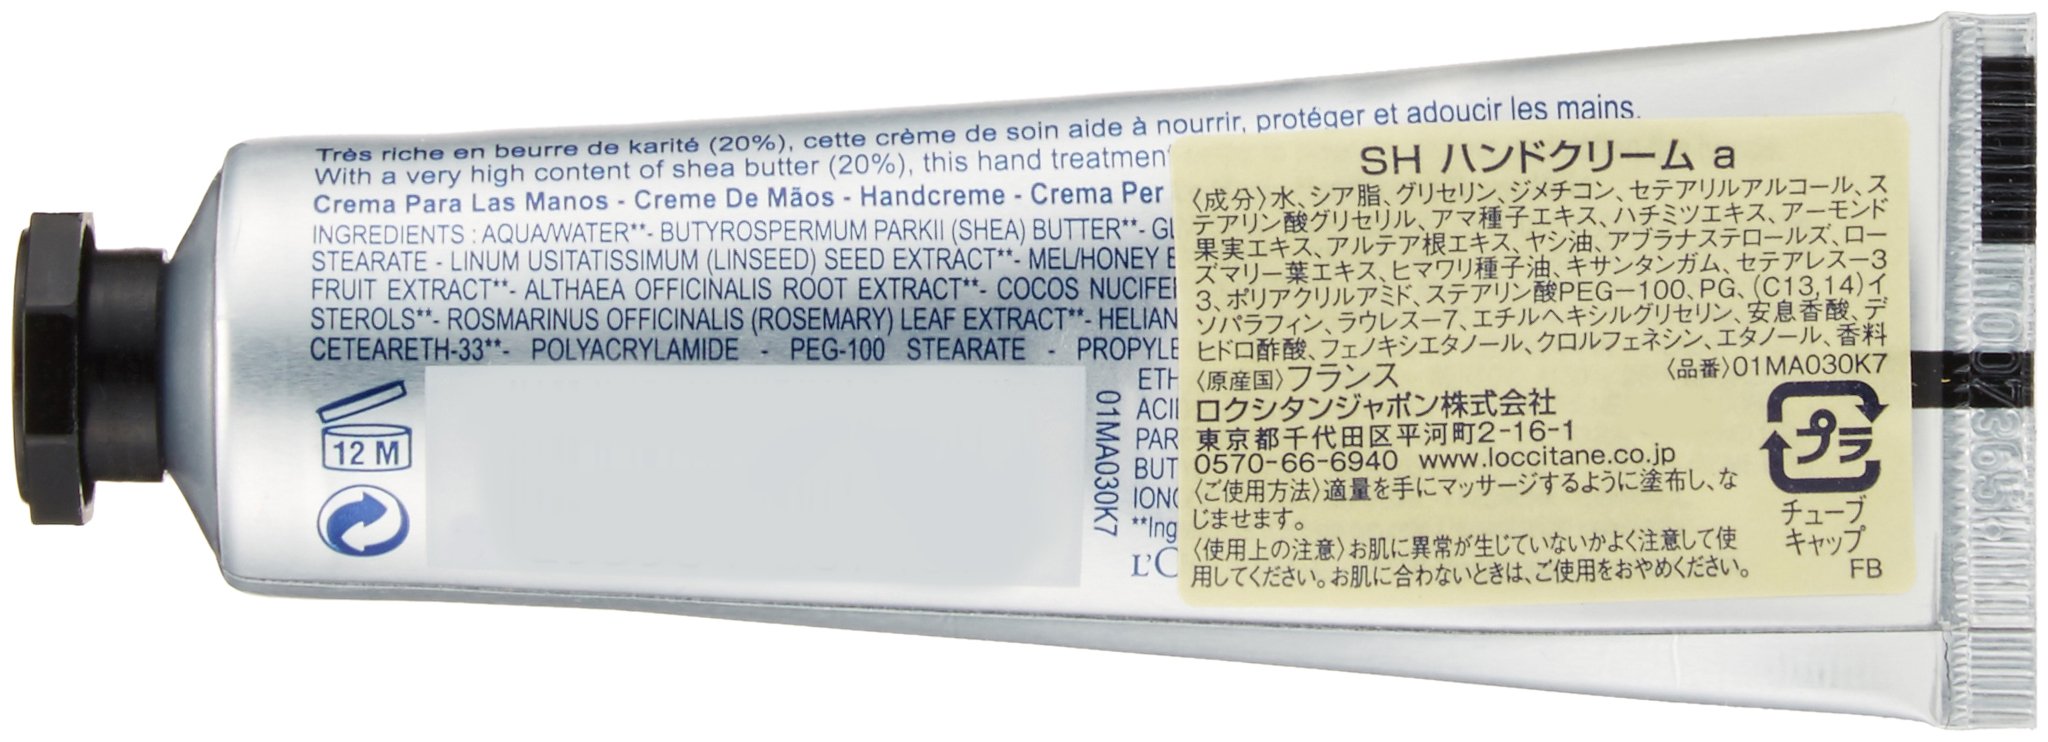 Très riche en beurre de karité (20%), cette crème de soin aide à nourrir, protéger et adoucir les mains.
With a very high content of shea butter (20%), this hand treatment
Crema Para Las Manos - Creme De Mãos - Handcreme - Crema Per
INGREDIENTS : AQUA/WATER**- BUTYROSPERMUM PARKII (SHEA) BUTTER**- GL
STEARATE - LINUM USITATISSIMUM (LINSEED) SEED EXTRACT**- MEL/HONEY E
FRUIT EXTRACT**- ALTHAEA OFFICINALIS ROOT EXTRACT**- COCOS NUCIFE
STEROLS**- ROSMARINUS OFFICINALIS (ROSEMARY) LEAF EXTRACT**- HELIAN
CETEARETH-33**- POLYACRYLAMIDE - PEG-100 STEARATE - PROPYLE
ETH
ACI
PAR
BUT
ION
**Ing
L'OC
12 M
01MA030K7
SH ハンドクリーム a
〈成分〉水、シア脂、グリセリン、ジメチコン、セテアリルアルコール、ス
テアリン酸グリセリル、アマ種子エキス、ハチミツエキス、アーモンド
果実エキス、アルテア根エキス、ヤシ油、アブラナステロールズ、ロー
ズマリー葉エキス、ヒマワリ種子油、キサンタンガム、セテアレス−3
3、ポリアクリルアミド、ステアリン酸PEG−100、PG、(C13,14)イ
ソパラフィン、ラウレス−7、エチルヘキシルグリセリン、安息香酸、デ
ヒドロ酢酸、フェノキシエタノール、クロルフェネシン、エタノール、香料
〈原産国〉フランス 〈品番〉01MA030K7
ロクシタンジャポン株式会社
東京都千代田区平河町2-16-1
0570-66-6940 www.loccitane.co.jp
〈ご使用方法〉適量を手にマッサージするように塗布し、な
じませます。
〈使用上の注意〉お肌に異常が生じていないかよく注意して使
用してください。お肌に合わないときは、ご使用をおやめください。
プラ
チューブ
キャップ
FB